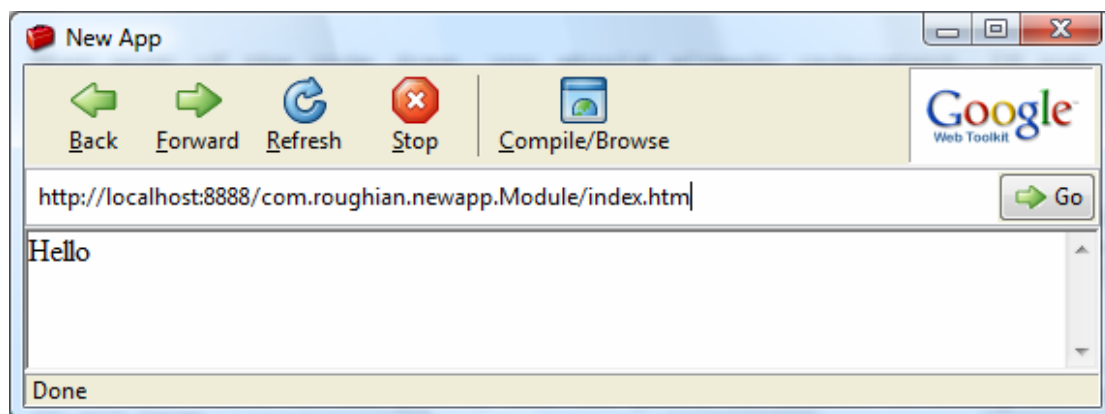 New App
Back Forward Refresh Stop Compile/Browse
Google
Web Toolkit
http://localhost:8888/com.roughian.newapp.Module/index.htm
Go
Hello
Done